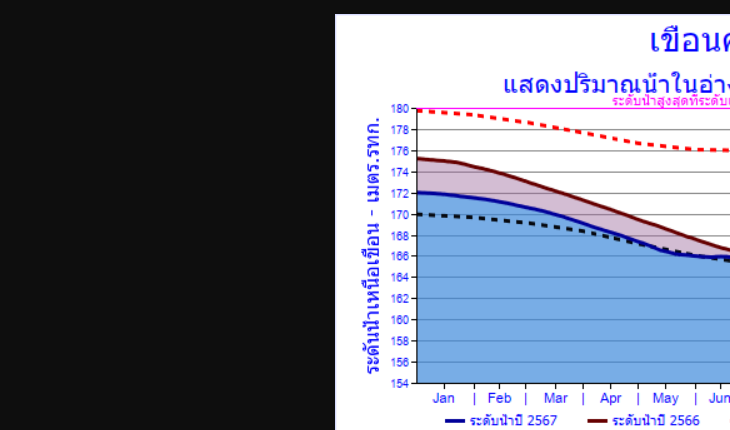 เขื่อน
แสดงปริมาณน้ำในอ่าง
ระดับน้ำสูงสุดที่ระดับ
180
178
176
174
172
170
168
166
164
162
160
158
156
154
ระดับน้ำเหนือเขื่อน - เมตร.รทก.
Jan | Feb | Mar | Apr | May | Jun
ระดับน้ำปี 2567 ระดับน้ำปี 2566